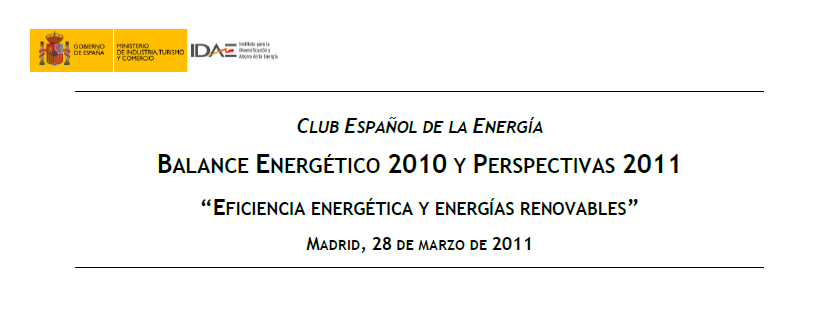 GOBIERNO
DE ESPAÑA
MINISTERIO
DE INDUSTRIA, TURISMO
Y COMERCIO
IDAE
Instituto para la
Diversificación y
Ahorro de la Energía
CLUB ESPAÑOL DE LA ENERGÍA
BALANCE ENERGÉTICO 2010 Y PERSPECTIVAS 2011
“EFICIENCIA ENERGÉTICA Y ENERGÍAS RENOVABLES”
MADRID, 28 DE MARZO DE 2011